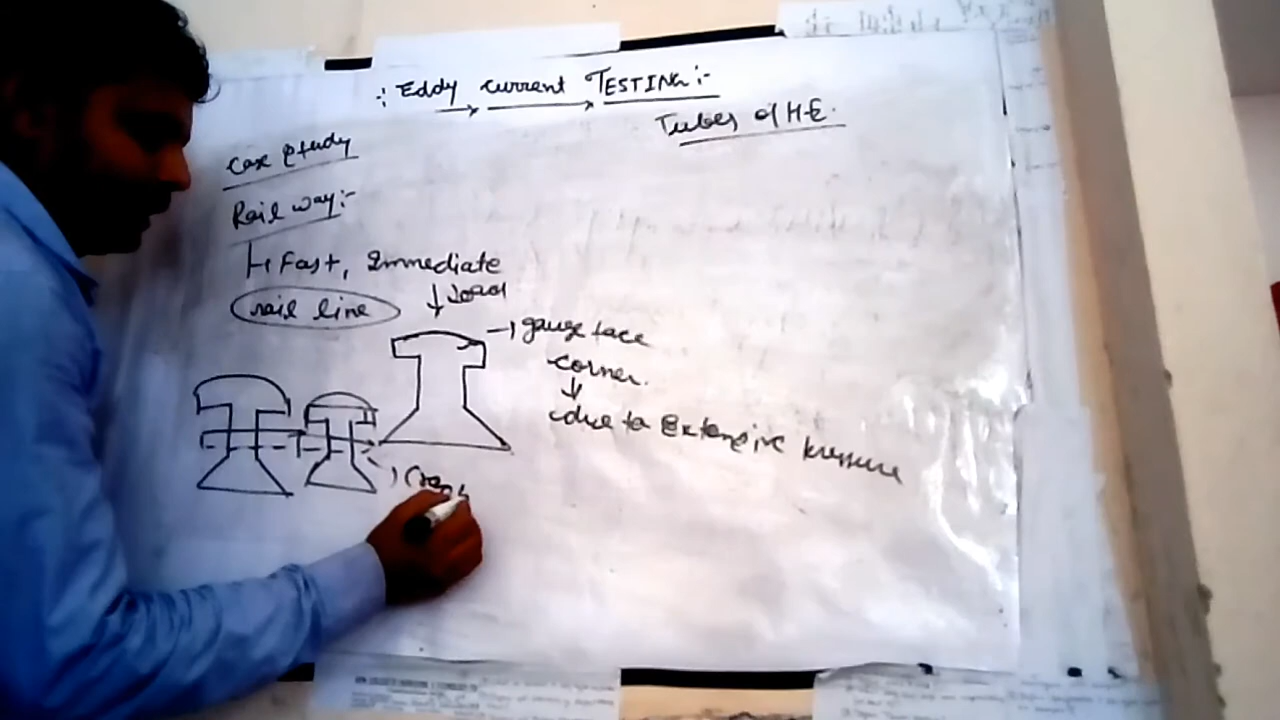 :- Eddy current TESTING :-
Tubes of H.E.
Case study
Rail way:-
Fast, Immediate
rail line
load
gauge face
corner.
due to Extensive pressure